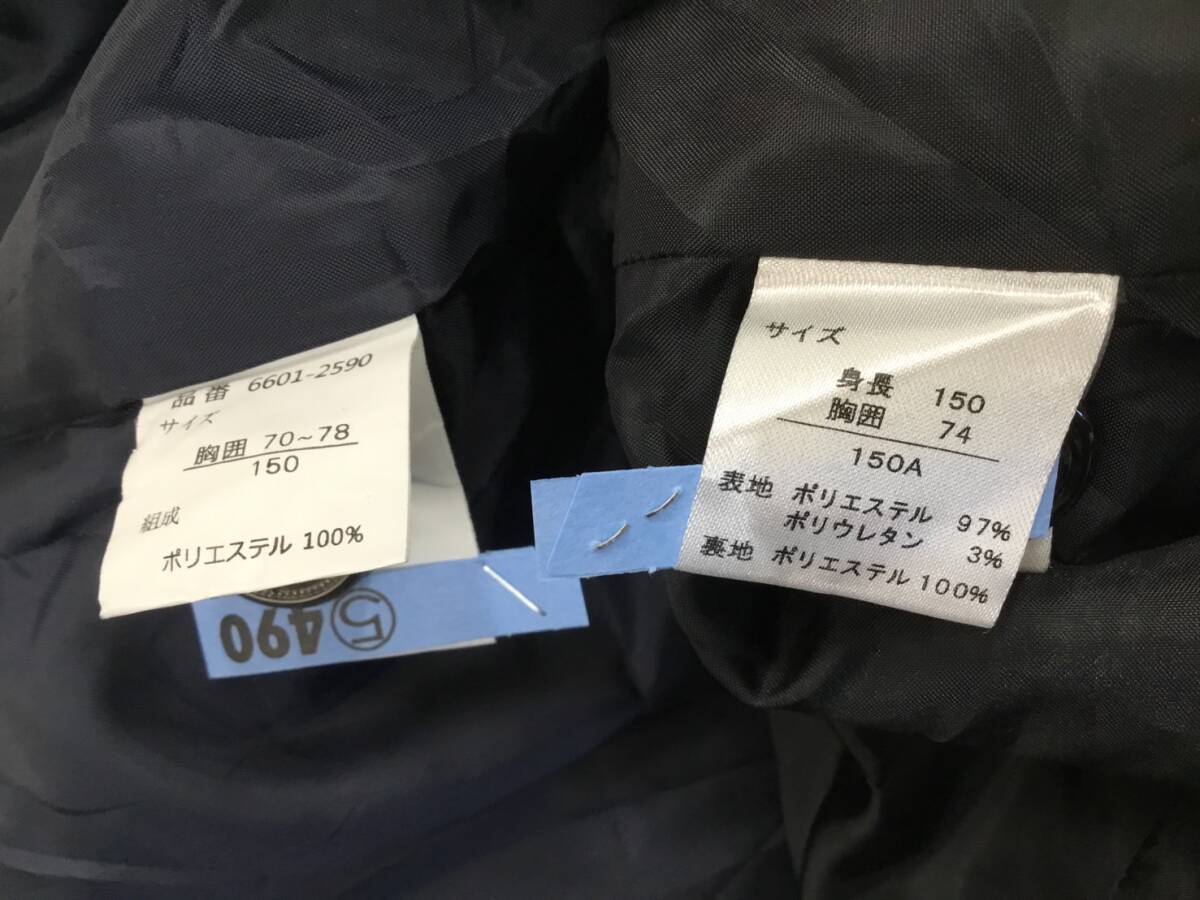 品番 6601-2590
サイズ
胸囲 70~78
150
組成
ポリエステル 100%
⑤490
サイズ
身長 150
胸囲 74
150A
表地 ポリエステル 97%
ポリウレタン 3%
裏地 ポリエステル 100%